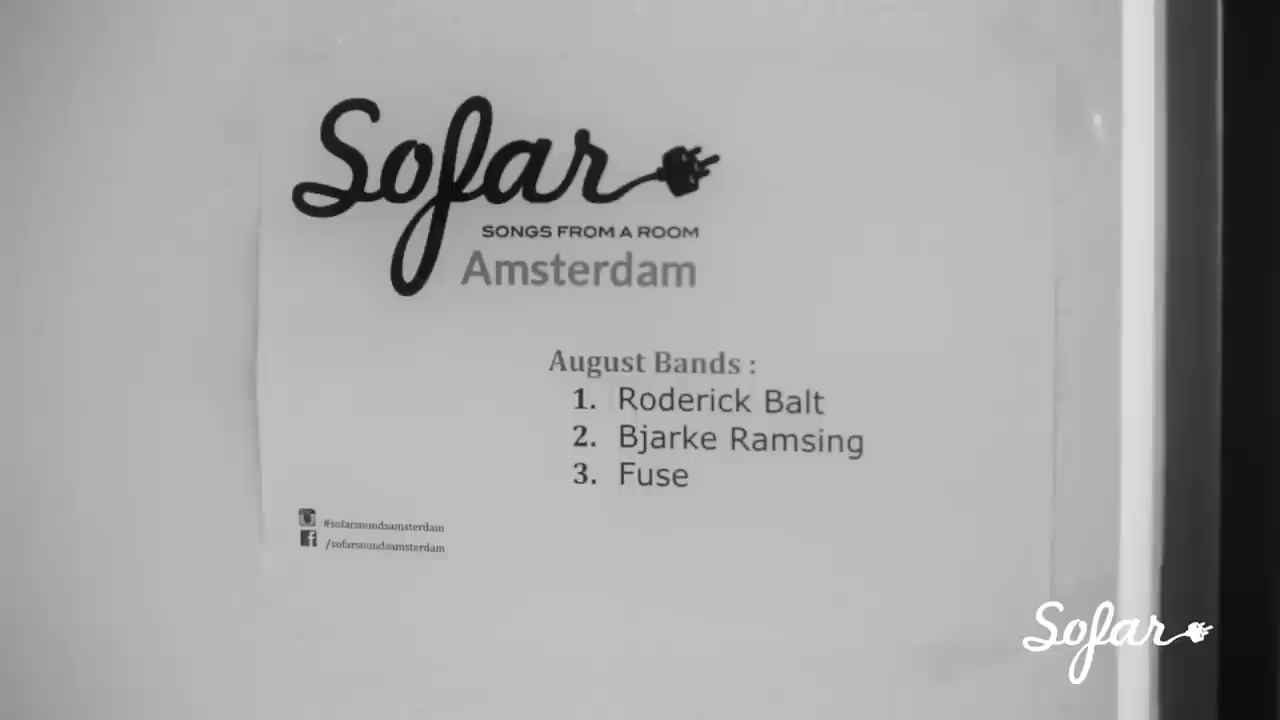 Sofar
SONGS FROM A ROOM
Amsterdam
August Bands :
1. Roderick Balt
2. Bjarke Ramsing
3. Fuse
#sofarsoundsamsterdam
/sofarsoundsamsterdam
Sofar